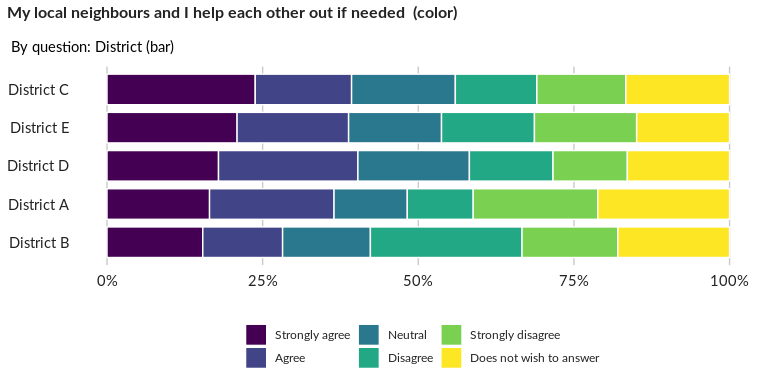 My local neighbours and I help each other out if needed  (color)
By question: District (bar)
District C
District E
District D
District A
District B
0% 25% 50% 75% 100%
Strongly agree Neutral Strongly disagree
Agree Disagree Does not wish to answer